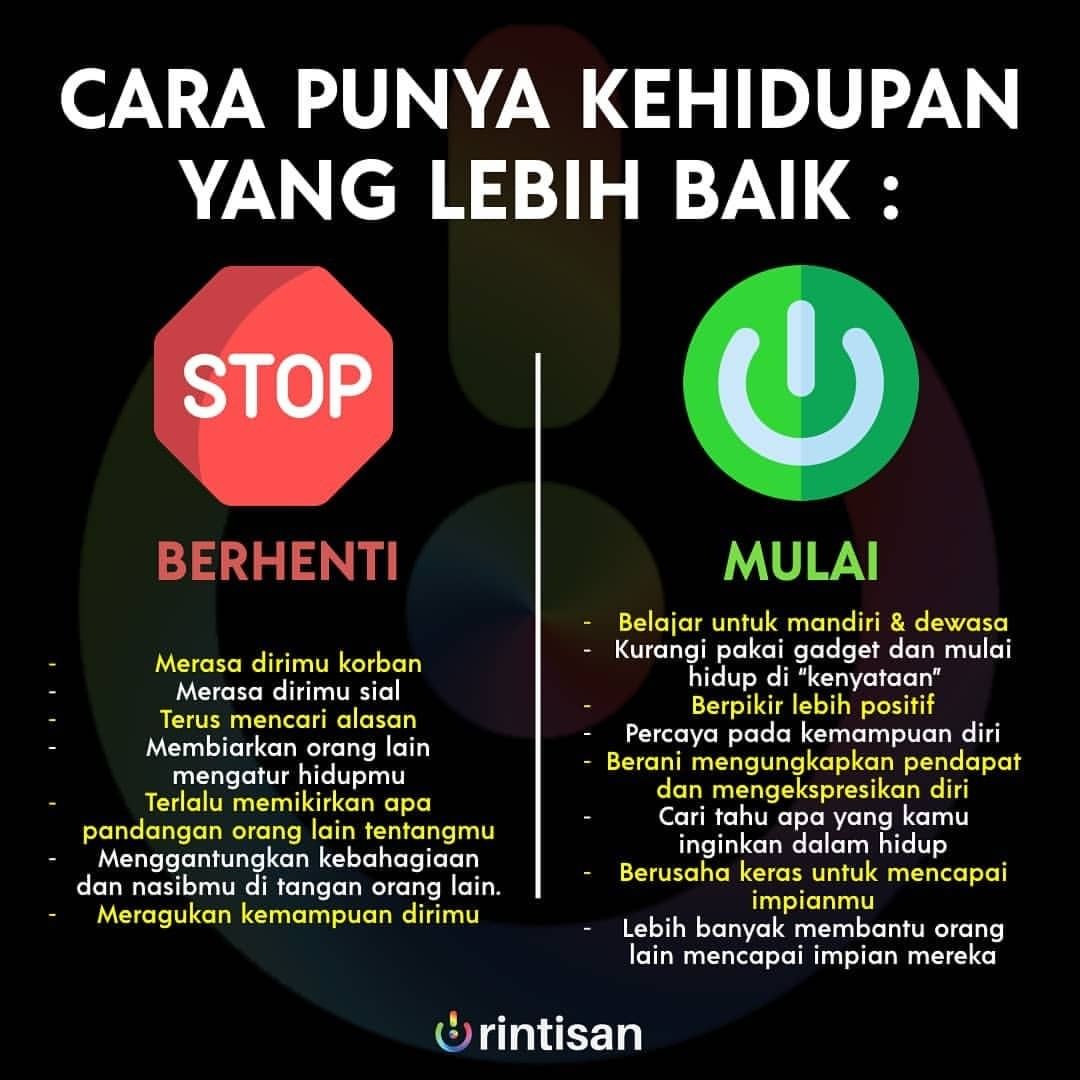 CARA PUNYA KEHIDUPAN
YANG LEBIH BAIK :
STOP
BERHENTI
- Merasa dirimu korban
- Merasa dirimu sial
- Terus mencari alasan
- Membiarkan orang lain
mengatur hidupmu
- Terlalu memikirkan apa
pandangan orang lain tentangmu
- Menggantungkan kebahagiaan
dan nasibmu di tangan orang lain.
- Meragukan kemampuan dirimu
MULAI
- Belajar untuk mandiri & dewasa
- Kurangi pakai gadget dan mulai
hidup di “kenyataan”
- Berpikir lebih positif
- Percaya pada kemampuan diri
- Berani mengungkapkan pendapat
dan mengekspresikan diri
- Cari tahu apa yang kamu
inginkan dalam hidup
- Berusaha keras untuk mencapai
impianmu
- Lebih banyak membantu orang
lain mencapai impian mereka
rintisan